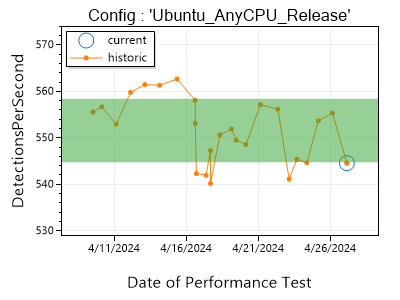 Config : 'Ubuntu_AnyCPU_Release'
current
historic
DetectionsPerSecond
570
560
550
540
530
4/11/2024 4/16/2024 4/21/2024 4/26/2024
Date of Performance Test